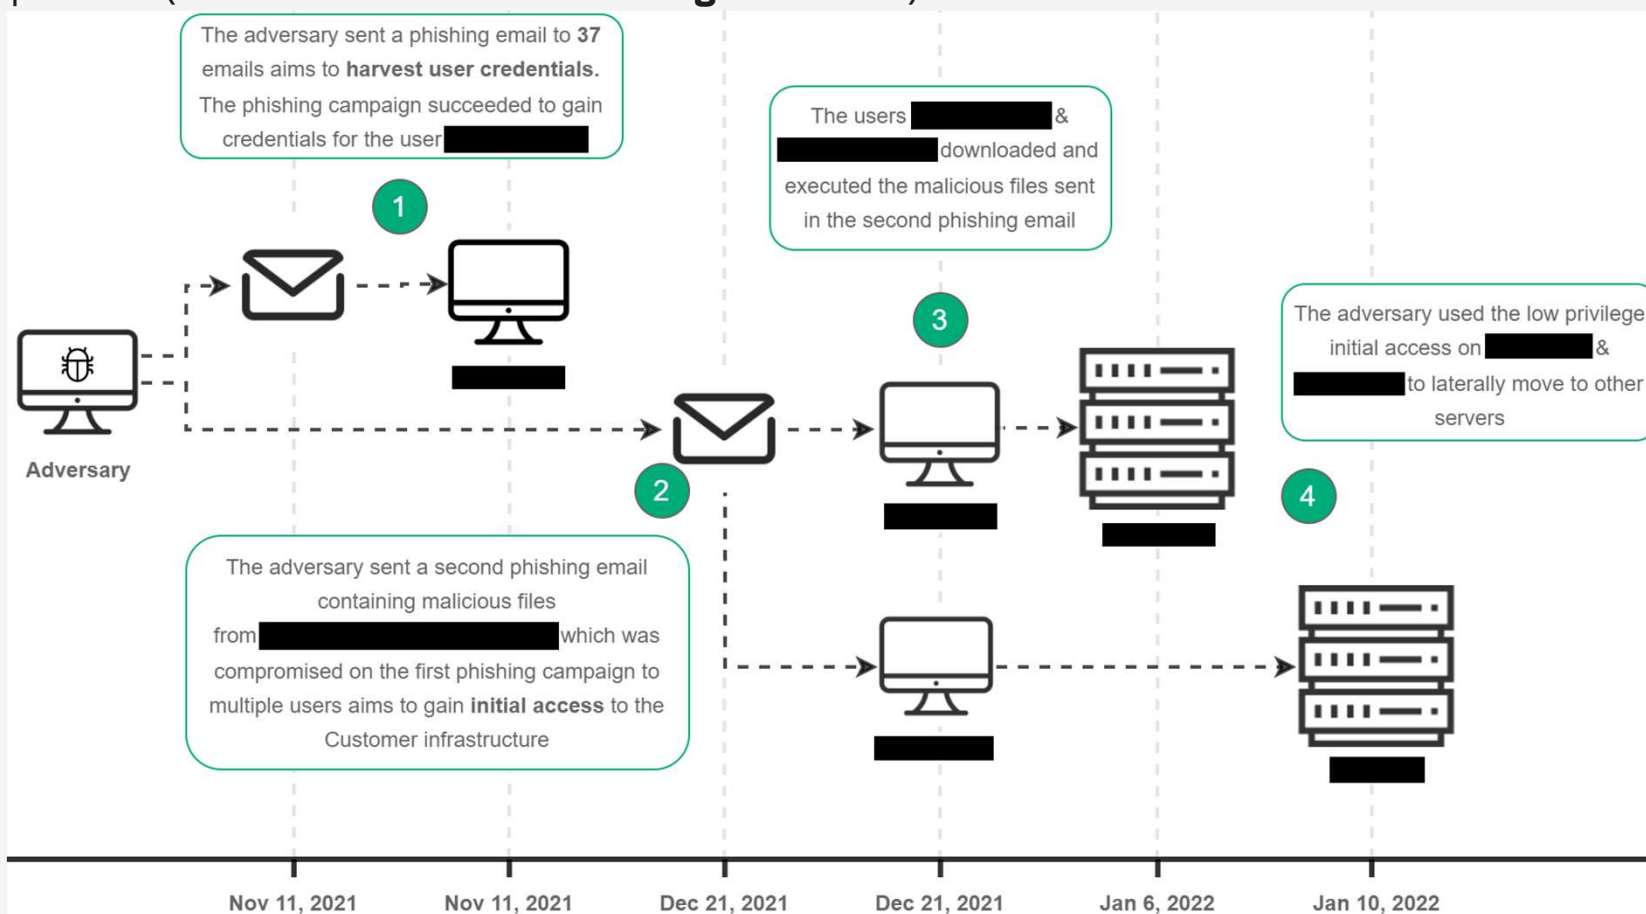 The adversary sent a phishing email to 37
emails aims to harvest user credentials.
The phishing campaign succeeded to gain
credentials for the user
1
The users &
downloaded and
executed the malicious files sent
in the second phishing email
3
The adversary used the low privilege
initial access on &
to laterally move to other
servers
4
Adversary
2
The adversary sent a second phishing email
containing malicious files
from which was
compromised on the first phishing campaign to
multiple users aims to gain initial access to the
Customer infrastructure
Nov 11, 2021
Nov 11, 2021
Dec 21, 2021
Dec 21, 2021
Jan 6, 2022
Jan 10, 2022